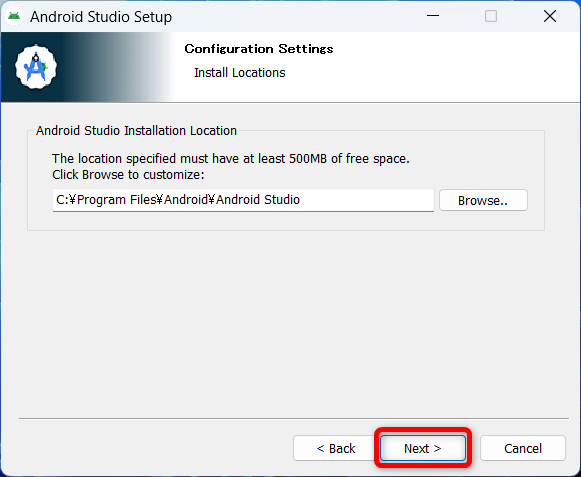 Android Studio Setup
Configuration Settings
Install Locations
Android Studio Installation Location
The location specified must have at least 500MB of free space.
Click Browse to customize:
C:¥Program Files¥Android¥Android Studio
Browse..
< Back
Next >
Cancel